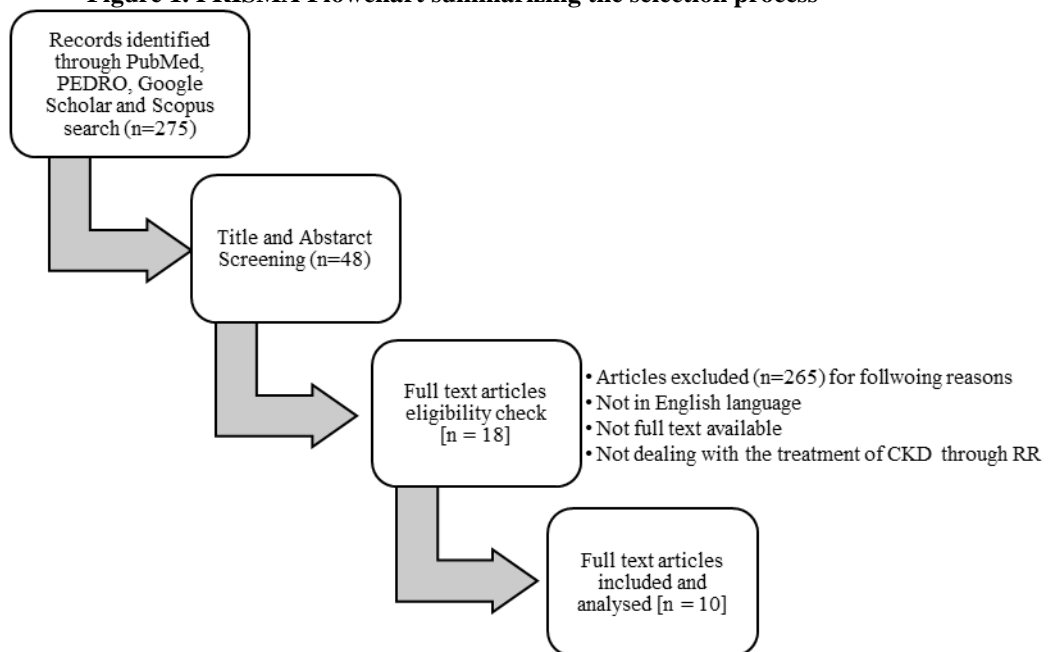 Figure 1. PRISMA Flowchart summarizing the selection process
Records identified
through PubMed,
PEDRO, Google
Scholar and Scopus
search (n=275)
Title and Abstarct
Screening (n=48)
Full text articles
eligibility check
[n = 18]
• Articles excluded (n=265) for follwoing reasons
• Not in English language
• Not full text available
• Not dealing with the treatment of CKD through RR
Full text articles
included and
analysed [n = 10]